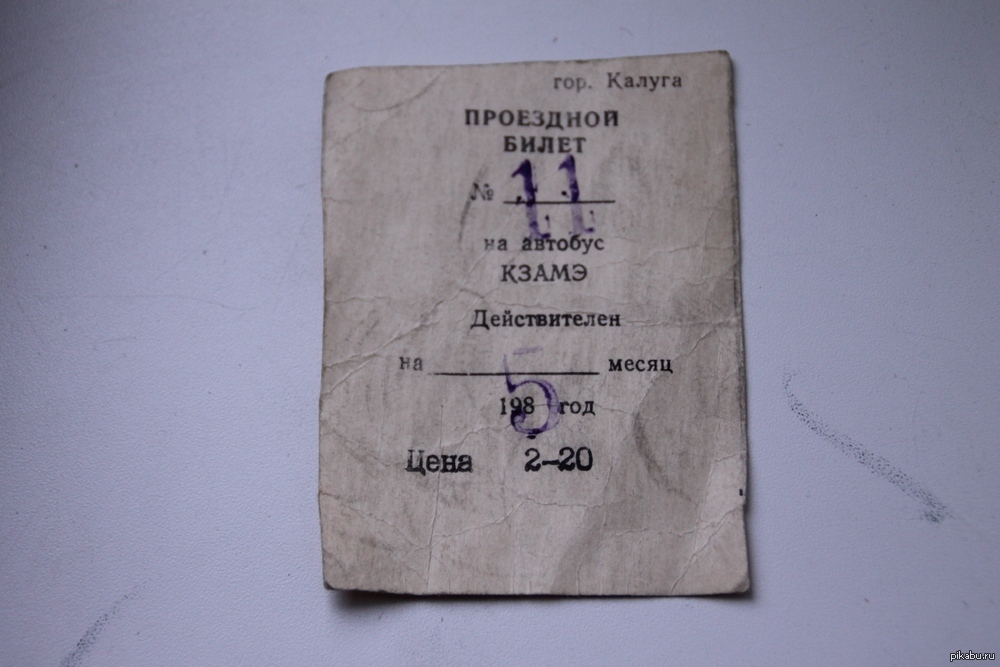 гор. Калуга
ПРОЕЗДНОЙ
БИЛЕТ
№ 11
на автобус
КЗАМЭ
Действителен
на 5 месяц
198 год
Цена 2—20
pikabu.ru